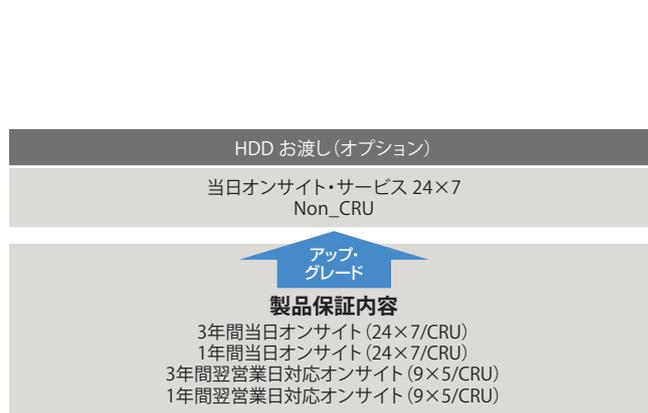 HDD お渡し（オプション）
当日オンサイト・サービス 24×7
Non_CRU
アップ・
グレード
製品保証内容
3年間当日オンサイト（24×7/CRU）
1年間当日オンサイト（24×7/CRU）
3年間翌営業日対応オンサイト（9×5/CRU）
1年間翌営業日対応オンサイト（9×5/CRU）